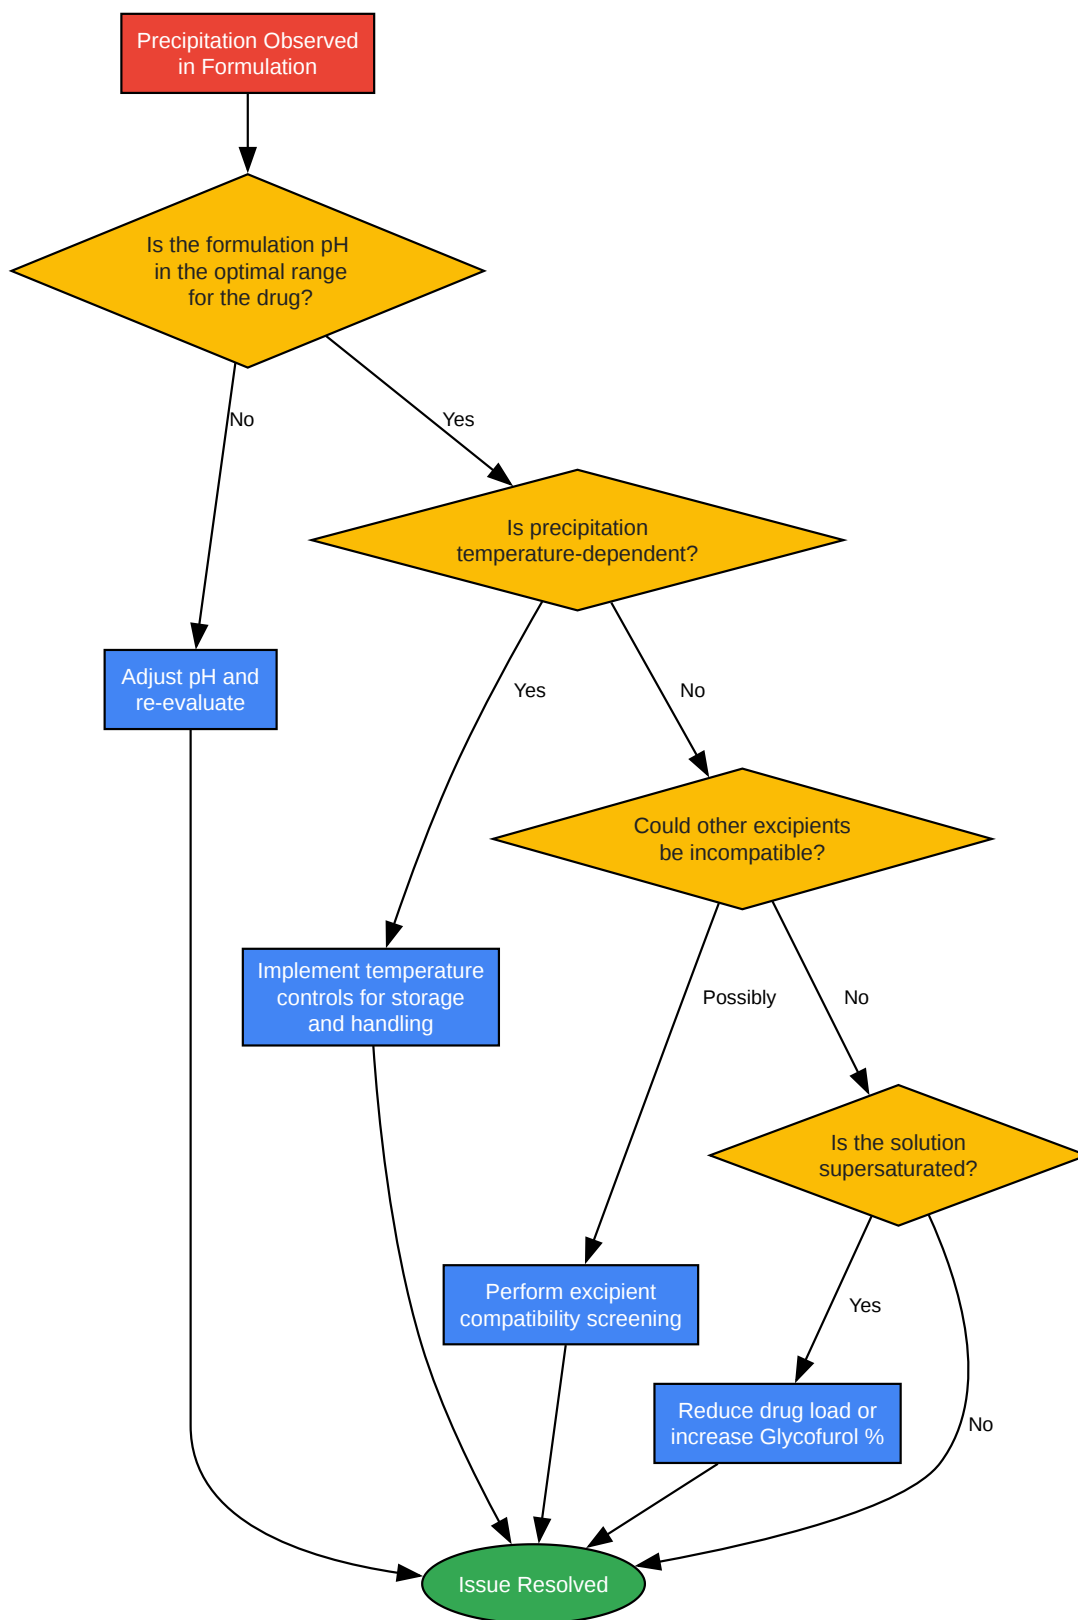 Precipitation Observed
in Formulation
Is the formulation pH
in the optimal range
for the drug?
No
Yes
Is precipitation
temperature-dependent?
Adjust pH and
re-evaluate
Yes
No
Could other excipients
be incompatible?
Implement temperature
controls for storage
and handling
Possibly
No
Is the solution
supersaturated?
Perform excipient
compatibility screening
Yes
Reduce drug load or
increase Glycofurol %
No
Issue Resolved